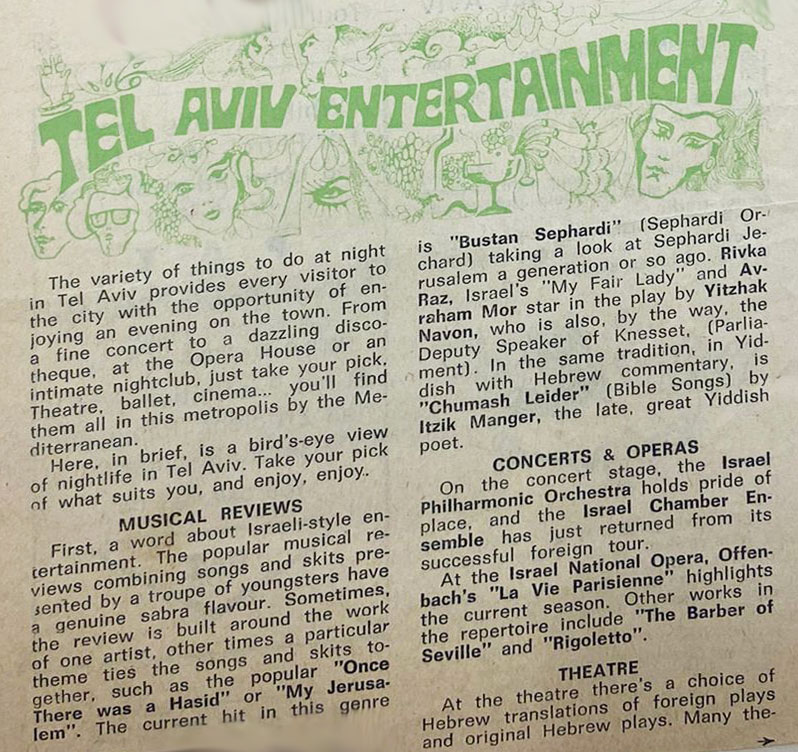 TEL AVIV ENTERTAINMENT
The variety of things to do at night
in Tel Aviv provides every visitor to
the city with the opportunity of en-
joying an evening on the town. From
a fine concert to a dazzling disco-
theque, at the Opera House or an
intimate nightclub, just take your pick.
Theatre, ballet, cinema... you'll find
them all in this metropolis by the Me-
diterranean.
Here, in brief, is a bird's-eye view
of nightlife in Tel Aviv. Take your pick
of what suits you, and enjoy, enjoy..
MUSICAL REVIEWS
First, a word about Israeli-style en-
tertainment. The popular musical re-
views combining songs and skits pre-
sented by a troupe of youngsters have
a genuine sabra flavour. Sometimes,
the review is built around the work
of one artist, other times a particular
theme ties the songs and skits to-
gether, such as the popular "Once
There was a Hasid" or "My Jerusa-
lem". The current hit in this genre
is "Bustan Sephardi" (Sephardi Or-
chard) taking a look at Sephardi Je-
rusalem a generation or so ago. Rivka
Raz, Israel's "My Fair Lady" and Av-
raham Mor star in the play by Yitzhak
Navon, who is also, by the way, the
Deputy Speaker of Knesset, (Parlia-
ment). In the same tradition, in Yid-
dish with Hebrew commentary, is
"Chumash Leider" (Bible Songs) by
Itzik Manger, the late, great Yiddish
poet.
CONCERTS & OPERAS
On the concert stage, the Israel
Philharmonic Orchestra holds pride of
place, and the Israel Chamber En-
semble has just returned from its
successful foreign tour.
At the Israel National Opera, Offen-
bach's "La Vie Parisienne" highlights
the current season. Other works in
the repertoire include "The Barber of
Seville" and "Rigoletto".
THEATRE
At the theatre there's a choice of
Hebrew translations of foreign plays
and original Hebrew plays. Many the-